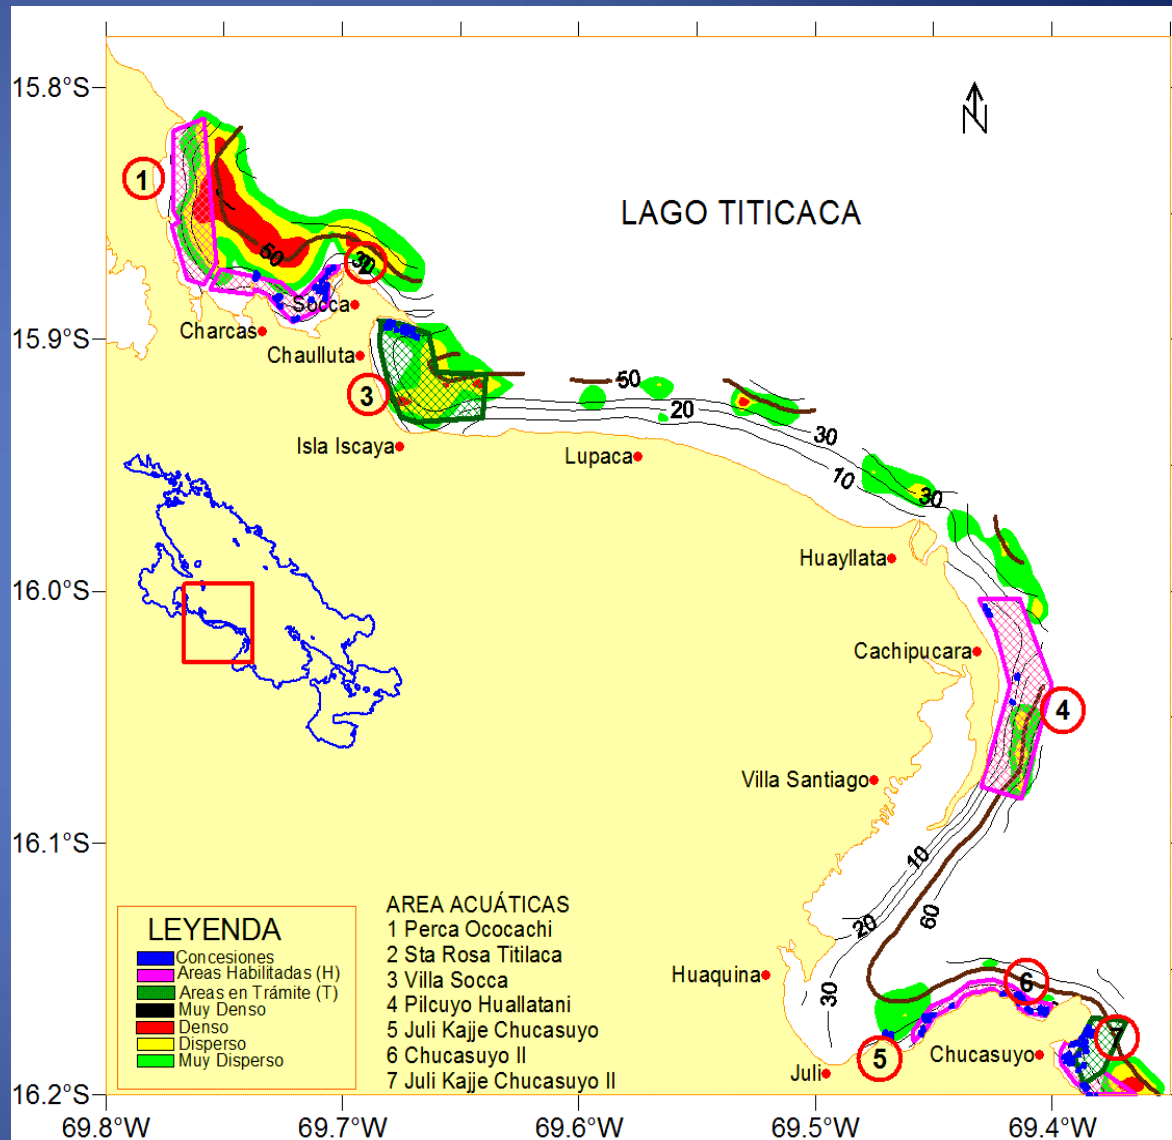 15.8°S
N
1
LAGO TITICACA
60
30
Socca
Charcas
15.9°S
Chaulluta
50
3
20
30
Isla Iscaya
Lupaca
10
30
Huayllata
16.0°S
Cachipucara
4
Villa Santiago
16.1°S
10
60
20
AREA ACUÁTICAS
1 Perca Ococachi
2 Sta Rosa Titilaca
3 Villa Socca
4 Pilcuyo Huallatani
5 Juli Kajje Chucasuyo
6 Chucasuyo II
7 Juli Kajje Chucasuyo II
LEYENDA
Concesiones
Areas Habilitadas (H)
Areas en Trámite (T)
Muy Denso
Denso
Disperso
Muy Disperso
Huaquina
30
6
7
5
Chucasuyo
Juli
16.2°S
69.8°W
69.7°W
69.6°W
69.5°W
69.4°W